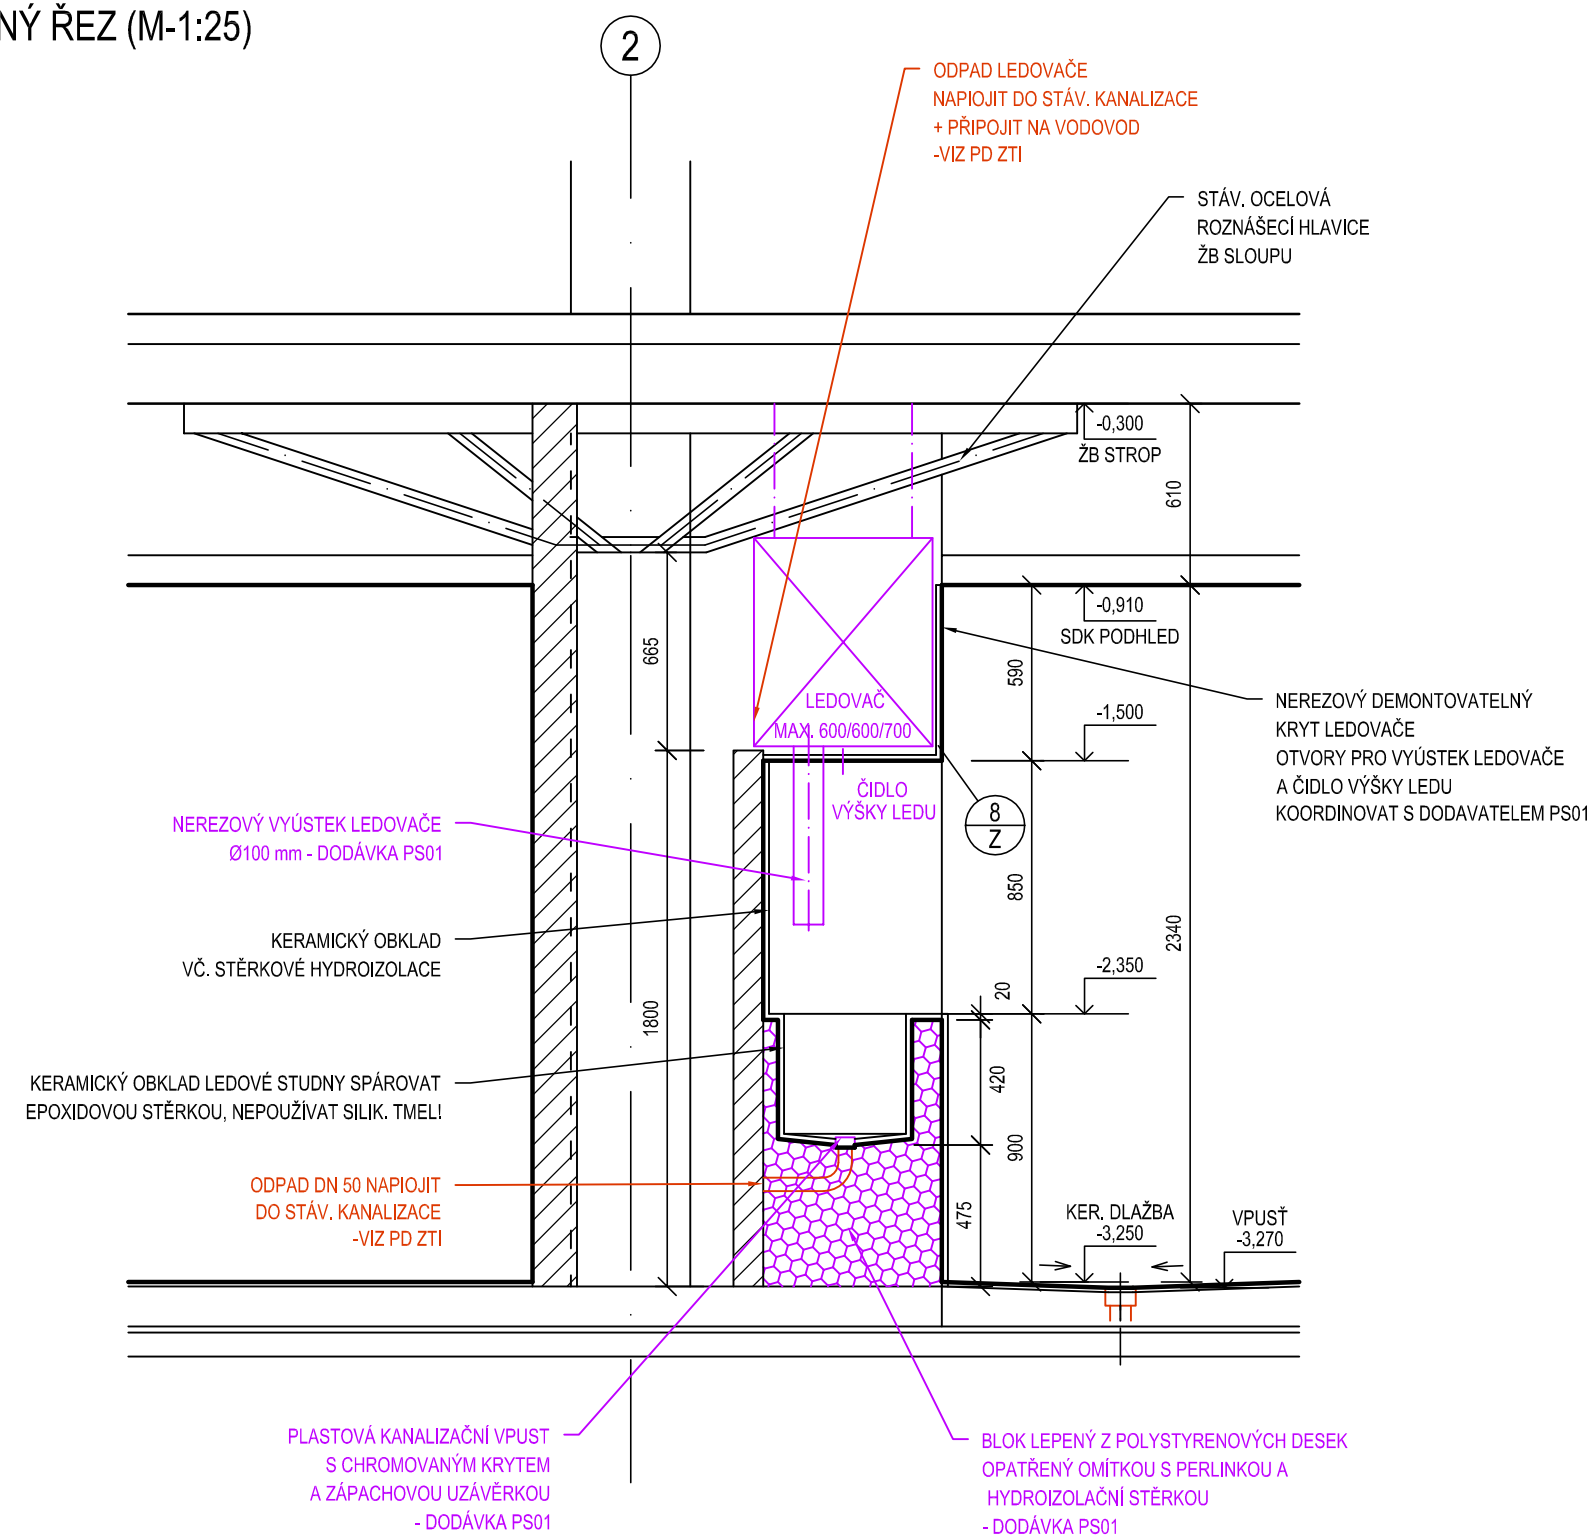 NÝ ŘEZ (M-1:25)
2
ODPAD LEDOVAČE
NAPIOJIT DO STÁV. KANALIZACE
+ PŘIPOJIT NA VODOVOD
-VIZ PD ZTI
STÁV. OCELOVÁ
ROZNÁŠECÍ HLAVICE
ŽB SLOUPU
-0,300
ŽB STROP
610
-0,910
SDK PODHLED
665
590
LEDOVAČ
MAX. 600/600/700
-1,500
NEREZOVÝ DEMONTOVATELNÝ
KRYT LEDOVAČE
OTVORY PRO VYÚSTEK LEDOVAČE
A ČIDLO VÝŠKY LEDU
KOORDINOVAT S DODAVATELEM PS01
ČIDLO
VÝŠKY LEDU
8
Z
NEREZOVÝ VYÚSTEK LEDOVAČE
Ø100 mm - DODÁVKA PS01
850
2340
KERAMICKÝ OBKLAD
VČ. STĚRKOVÉ HYDROIZOLACE
-2,350
20
1800
420
KERAMICKÝ OBKLAD LEDOVÉ STUDNY SPÁROVAT
EPOXIDOVOU STĚRKOU, NEPOUŽÍVAT SILIK. TMEL!
900
475
ODPAD DN 50 NAPIOJIT
DO STÁV. KANALIZACE
-VIZ PD ZTI
KER. DLAŽBA
-3,250
VPUSŤ
-3,270
PLASTOVÁ KANALIZAČNÍ VPUST
S CHROMOVANÝM KRYTEM
A ZÁPACHOVOU UZÁVĚRKOU
- DODÁVKA PS01
BLOK LEPENÝ Z POLYSTYRENOVÝCH DESEK
OPATŘENÝ OMÍTKOU S PERLINKOU A
HYDROIZOLAČNÍ STĚRKOU
- DODÁVKA PS01